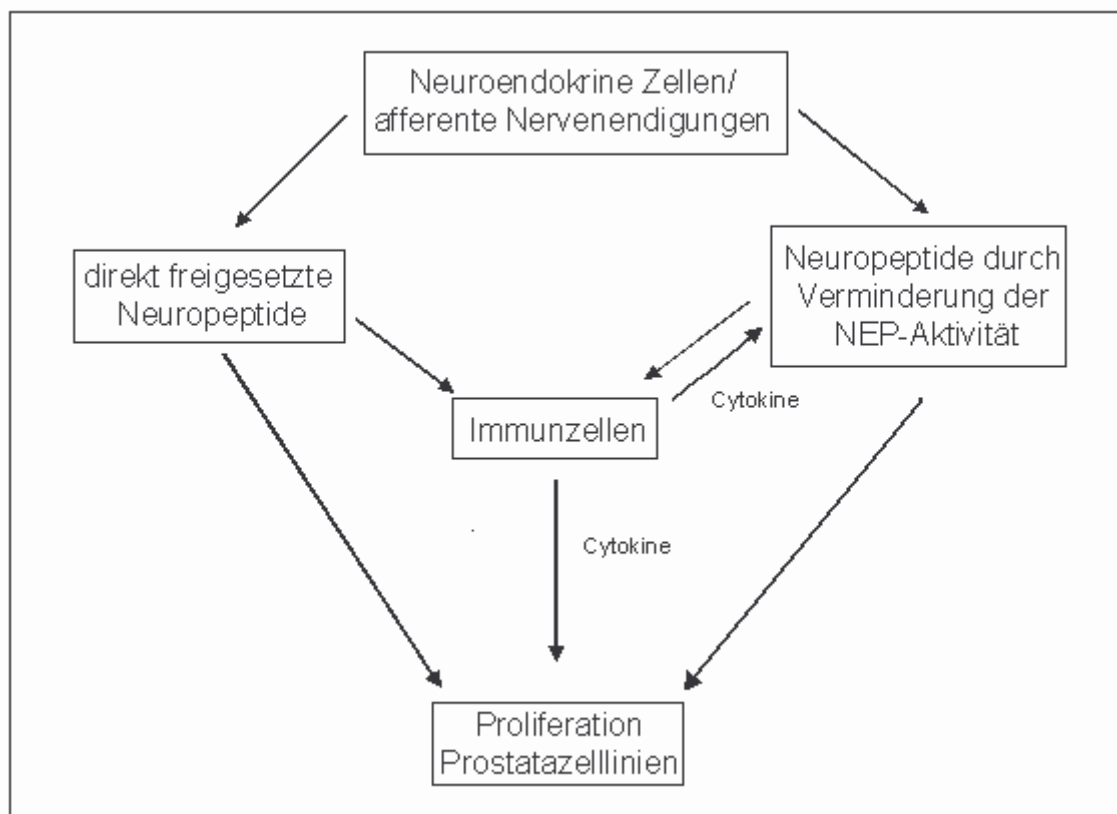 Neuroendokrine Zellen/
afferente Nervenendigungen
direkt freigesetzte
Neuropeptide
Neuropeptide durch
Verminderung der
NEP-Aktivität
Cytokine
Immunzellen
Cytokine
Proliferation
Prostatazelllinien